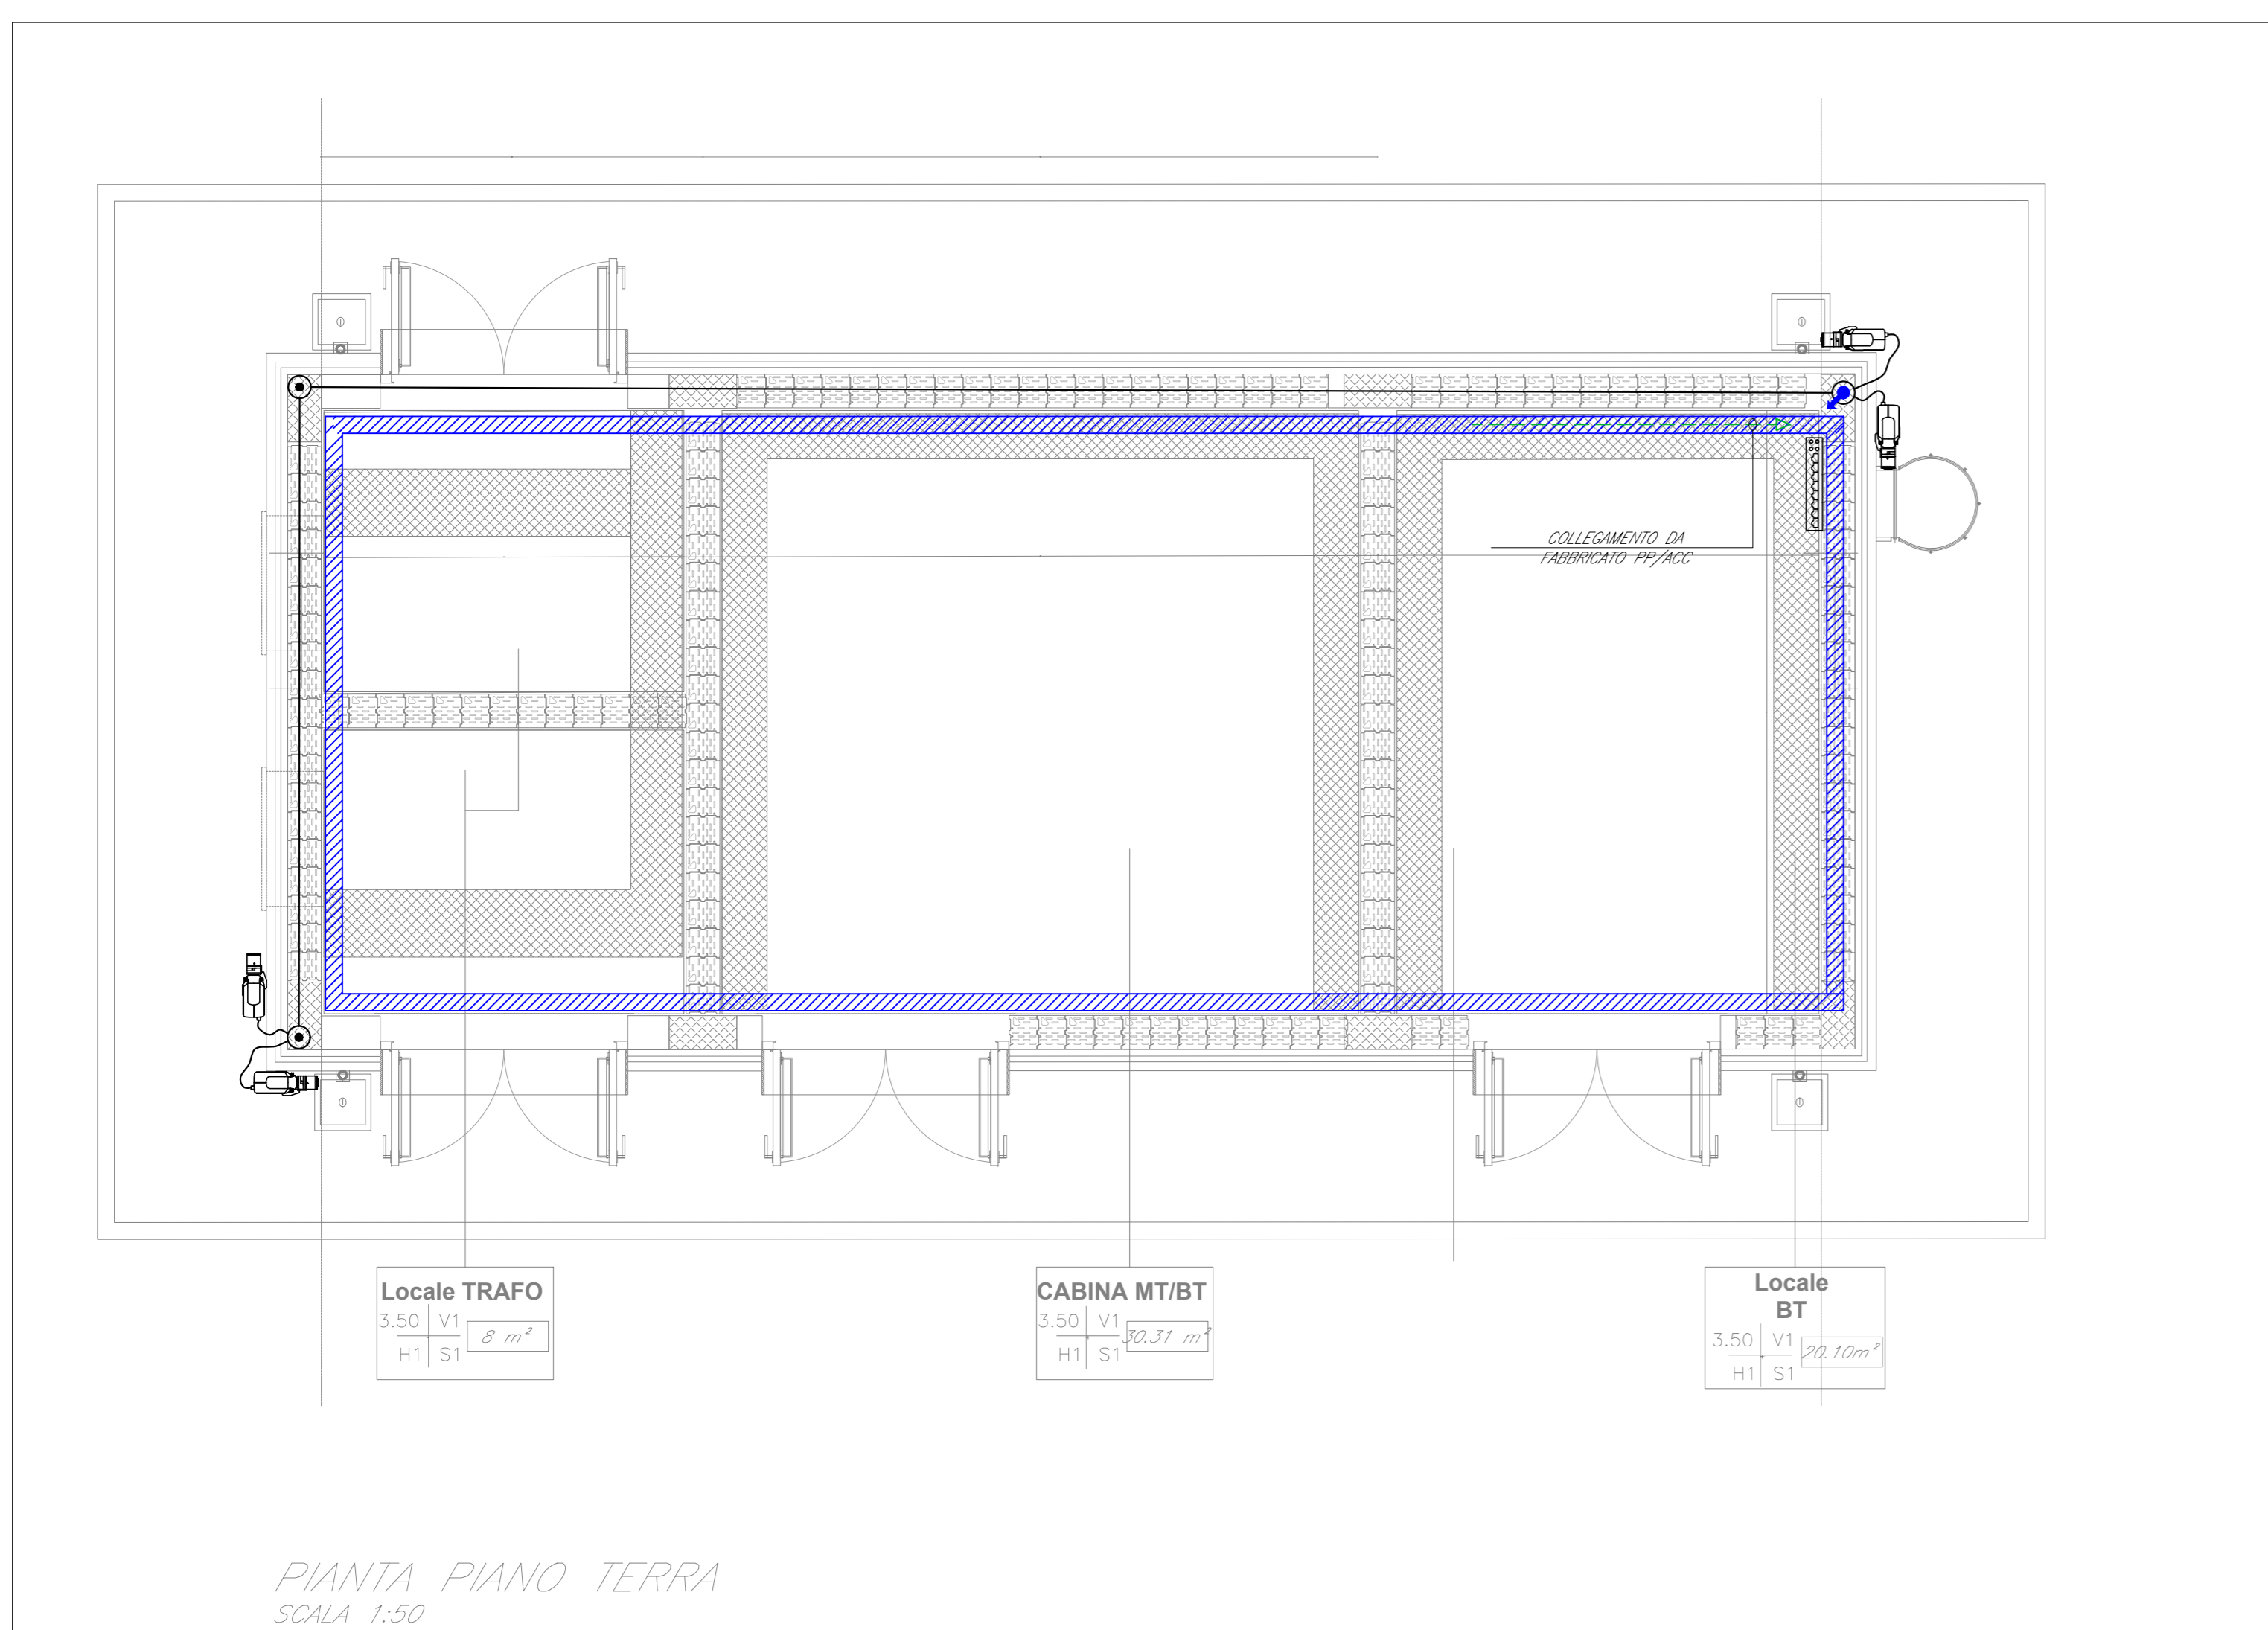 COLLEGAMENTO DA
FABBRICATO PP/ACC
Locale TRAFO
3.50 V1
8 m²
H1 S1
CABINA MT/BT
3.50 V1
30.31 m²
H1 S1
Locale
BT
3.50 V1
20.10m²
H1 S1
PIANTA PIANO TERRA
SCALA 1:50